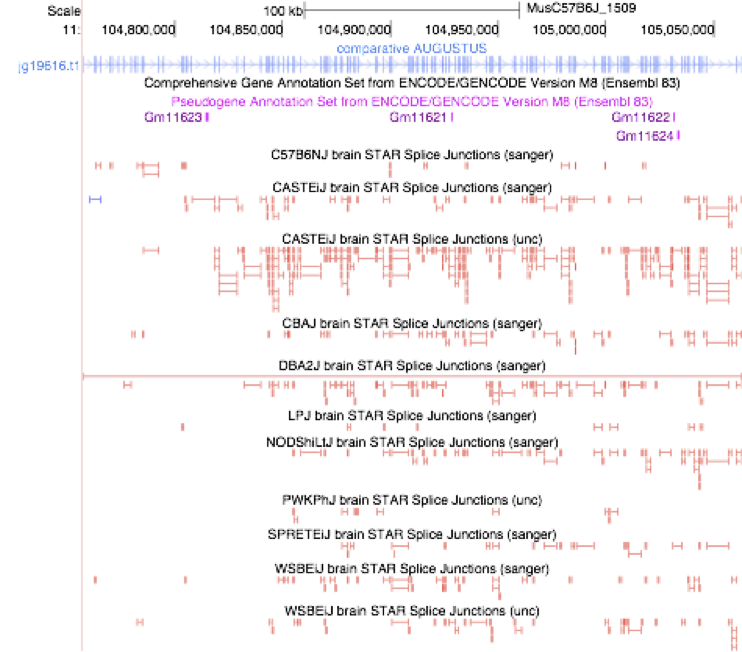 Scale 100 kb MusC57B6J_1509
11: 104,800,000 104,850,000 104,900,000 104,950,000 105,000,000 105,050,000
comparative AUGUSTUS
jg19616.t1
Comprehensive Gene Annotation Set from ENCODE/GENCODE Version M8 (Ensembl 83)
Pseudogene Annotation Set from ENCODE/GENCODE Version M8 (Ensembl 83)
Gm11623 Gm11621 Gm11622
Gm11624
C57B6NJ brain STAR Splice Junctions (sanger)
CASTEiJ brain STAR Splice Junctions (sanger)
CASTEiJ brain STAR Splice Junctions (unc)
CBAJ brain STAR Splice Junctions (sanger)
DBA2J brain STAR Splice Junctions (sanger)
LPJ brain STAR Splice Junctions (sanger)
NODShiLtJ brain STAR Splice Junctions (sanger)
PWKPhJ brain STAR Splice Junctions (unc)
SPRETEiJ brain STAR Splice Junctions (sanger)
WSBEiJ brain STAR Splice Junctions (sanger)
WSBEiJ brain STAR Splice Junctions (unc)